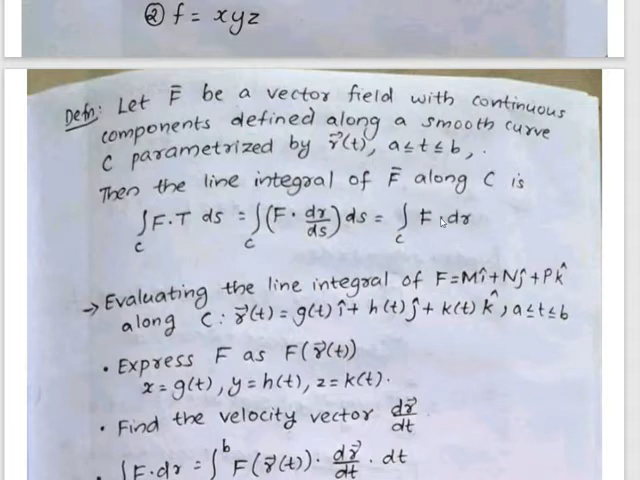 ② f = xyz
Defn: Let F̄ be a vector field with continuous
components defined along a smooth curve
C parametrized by r⃗(t), a≤t≤b,.
Then the line integral of F̄ along C is
∫_C F·T ds = ∫_C (F· dr/ds) ds = ∫_C F·dr
→ Evaluating the line integral of F=Mî+Nĵ+Pk̂
along C: r⃗(t) = g(t) î + h(t) ĵ + k(t) k̂, a≤t≤b
• Express F as F(r⃗(t))
x = g(t), y = h(t), z = k(t).
• Find the velocity vector dr⃗/dt
• ∫F·dr = ∫^b F(r⃗(t)). dr⃗/dt . dt